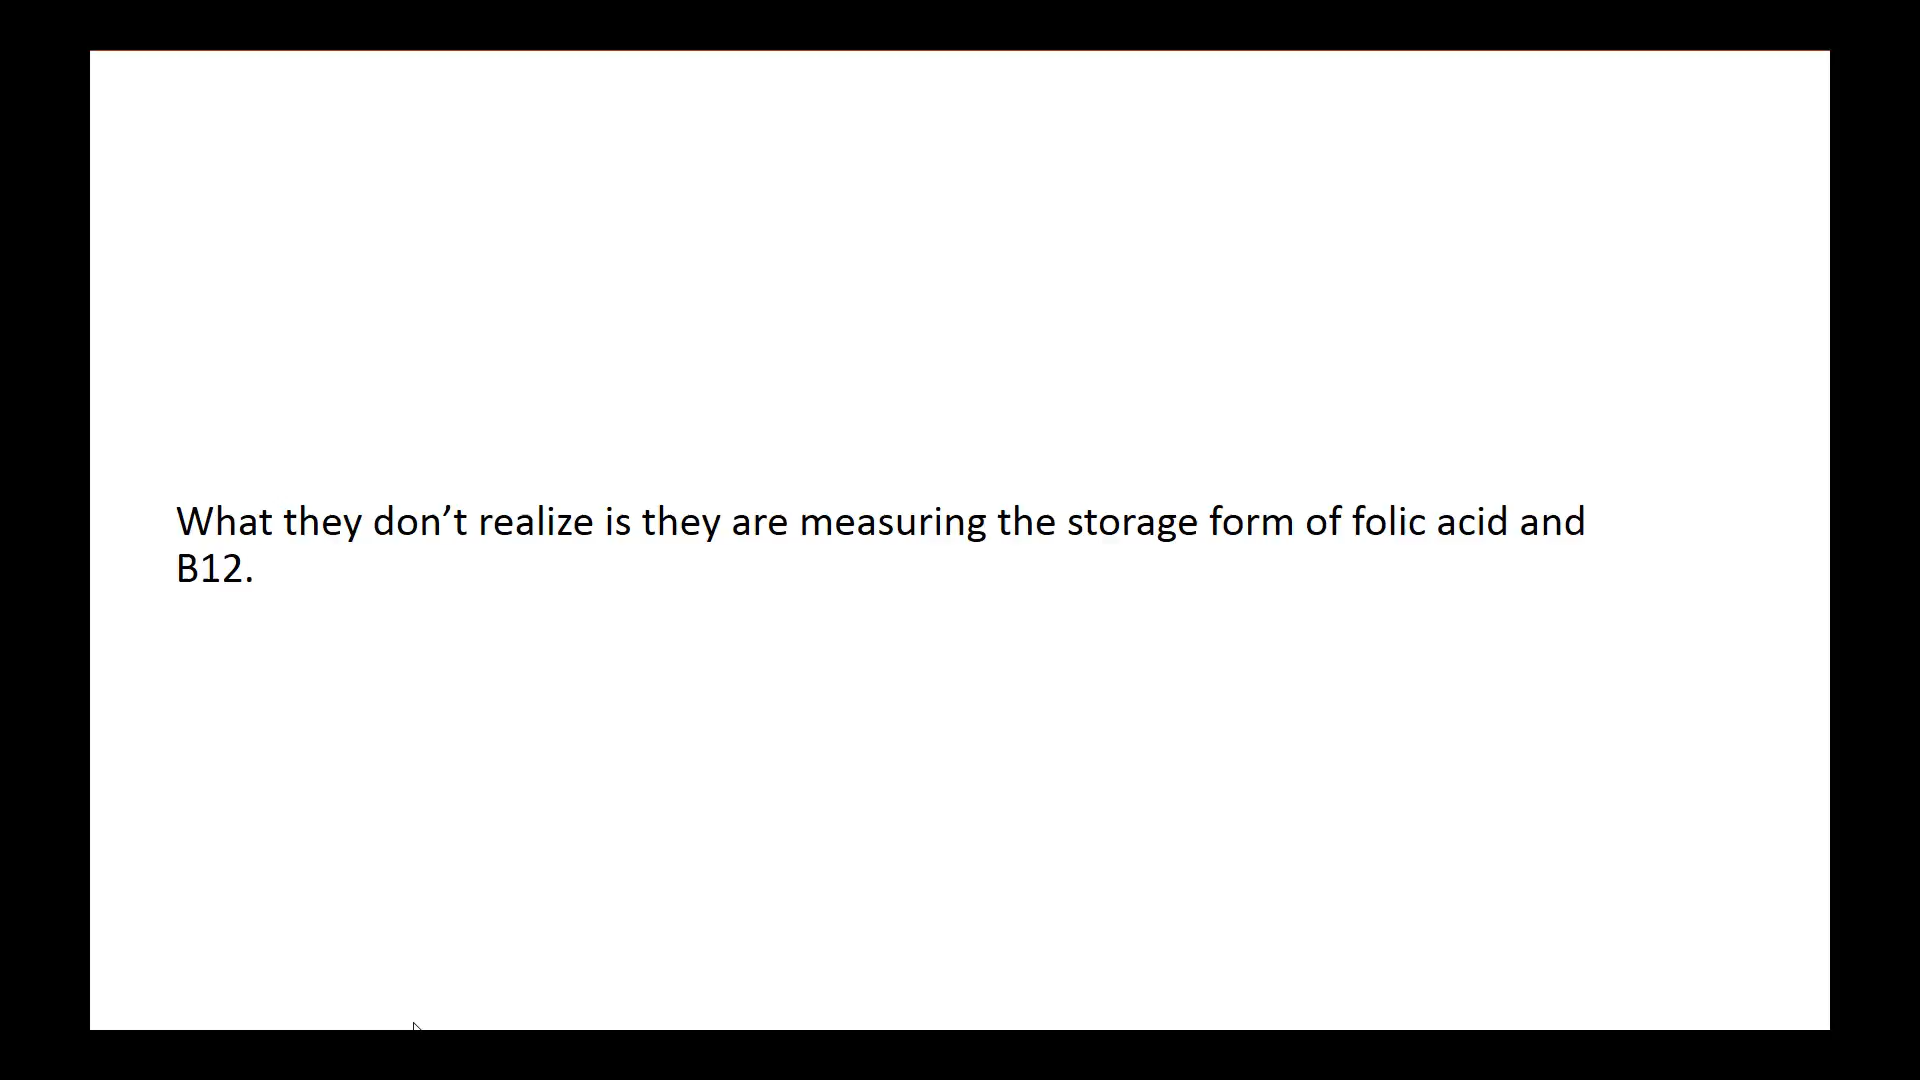 What they don’t realize is they are measuring the storage form of folic acid and
B12.